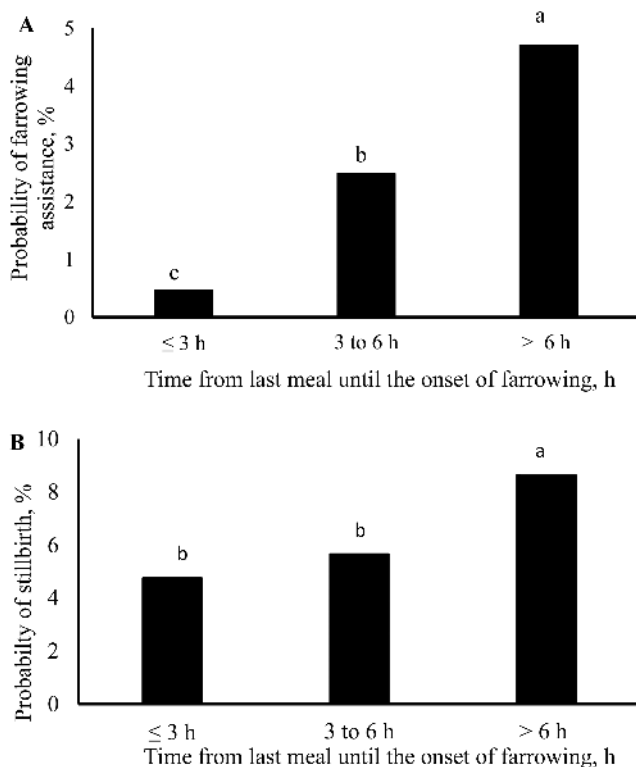 A
Probability of farrowing
assistance, %
5
4
3
2
1
0
a
b
c
≤ 3 h 3 to 6 h > 6 h
Time from last meal until the onset of farrowing, h
B
Probabilty of stillbirth, %
10
8
6
4
2
0
a
b
b
≤ 3 h 3 to 6 h > 6 h
Time from last meal until the onset of farrowing, h